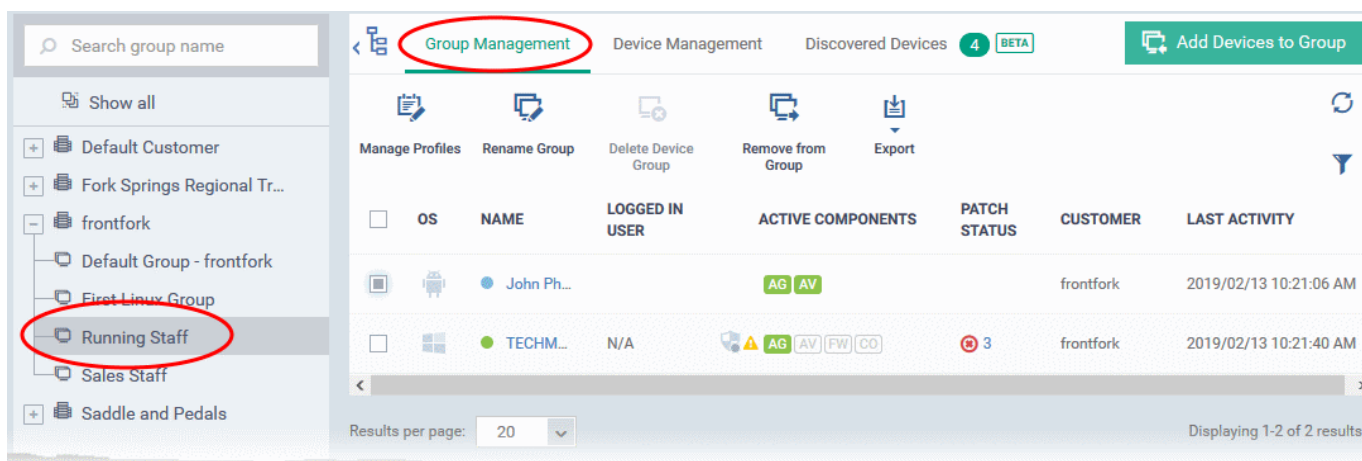 Search group name
Group Management
Device Management
Discovered Devices 4 BETA
Add Devices to Group
Show all
Default Customer
Fork Springs Regional Tr...
frontfork
Default Group - frontfork
First Linux Group
Running Staff
Sales Staff
Saddle and Pedals
Manage Profiles
Rename Group
Delete Device
Group
Remove from
Group
Export
OS
NAME
LOGGED IN
USER
ACTIVE COMPONENTS
PATCH
STATUS
CUSTOMER
LAST ACTIVITY
John Ph... AG AV frontfork 2019/02/13 10:21:06 AM
TECHM... N/A AG AV FW CO 3 frontfork 2019/02/13 10:21:40 AM
Results per page: 20
Displaying 1-2 of 2 results